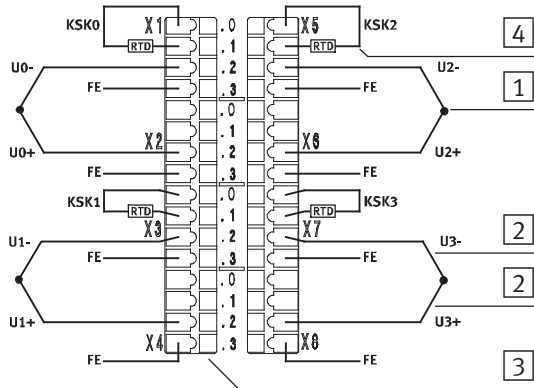 KSK0 X1 .0 X5 KSK2
RTD .1 RTD 4
U0- .2 U2-
FE .3 FE 1
.0
.1
U0+ X2 .2 X6 U2+
FE .3 FE
KSK1 .0 KSK3
RTD .1 RTD
U1- X3 .2 X7 U3- 2
FE .3 FE
.0 2
.1
U1+ .2 U3+
FE X4 .3 X8 FE 3